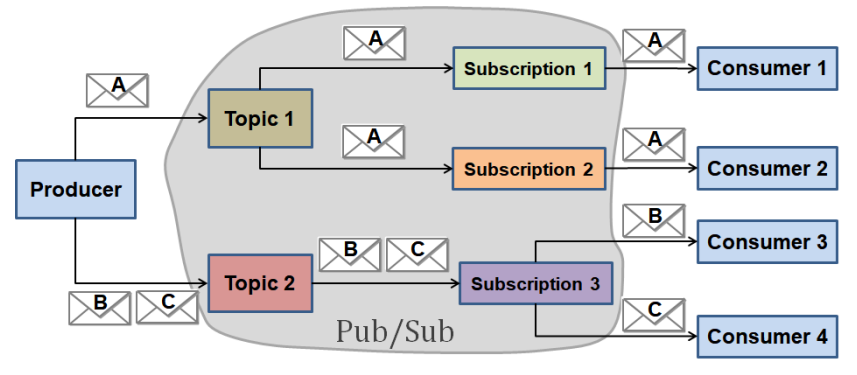 A
A
Subscription 1
A
Consumer 1
Topic 1
A
A
Subscription 2
Consumer 2
Producer
B
Consumer 3
B
C
Topic 2
Subscription 3
B
C
C
Pub/Sub
Consumer 4